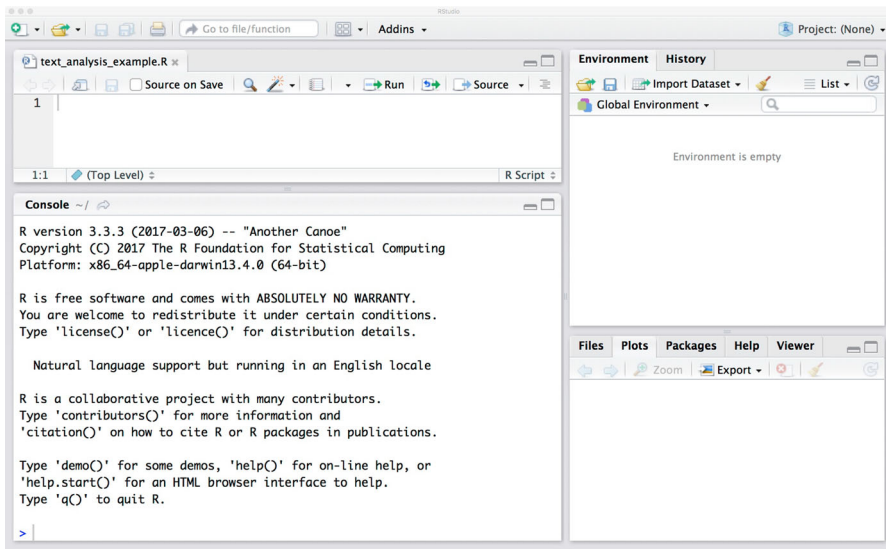 RStudio
Go to file/function
Addins
Project: (None)
text_analysis_example.R
Source on Save
Run
Source
1
1:1
(Top Level)
R Script
Console ~/
R version 3.3.3 (2017-03-06) -- "Another Canoe"
Copyright (C) 2017 The R Foundation for Statistical Computing
Platform: x86_64-apple-darwin13.4.0 (64-bit)
R is free software and comes with ABSOLUTELY NO WARRANTY.
You are welcome to redistribute it under certain conditions.
Type 'license()' or 'licence()' for distribution details.
Natural language support but running in an English locale
R is a collaborative project with many contributors.
Type 'contributors()' for more information and
'citation()' on how to cite R or R packages in publications.
Type 'demo()' for some demos, 'help()' for on-line help, or
'help.start()' for an HTML browser interface to help.
Type 'q()' to quit R.
>
Environment History
Import Dataset List
Global Environment
Environment is empty
Files Plots Packages Help Viewer
Zoom Export